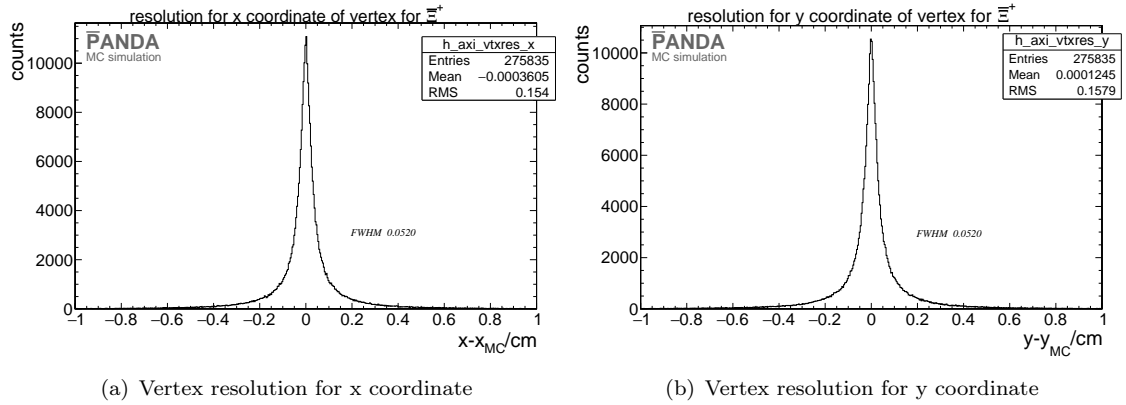 resolution for x coordinate of vertex for Ξ̅⁺
counts
P̅ANDA
MC simulation
h_axi_vtxres_x
Entries 275835
Mean −0.0003605
RMS 0.154
10000
8000
6000
4000
2000
0
FWHM 0.0520
−1 −0.8 −0.6 −0.4 −0.2 0 0.2 0.4 0.6 0.8 1
x-x_MC/cm
(a) Vertex resolution for x coordinate
resolution for y coordinate of vertex for Ξ̅⁺
counts
P̅ANDA
MC simulation
h_axi_vtxres_y
Entries 275835
Mean 0.0001245
RMS 0.1579
10000
8000
6000
4000
2000
0
FWHM 0.0520
−1 −0.8 −0.6 −0.4 −0.2 0 0.2 0.4 0.6 0.8 1
y-y_MC/cm
(b) Vertex resolution for y coordinate